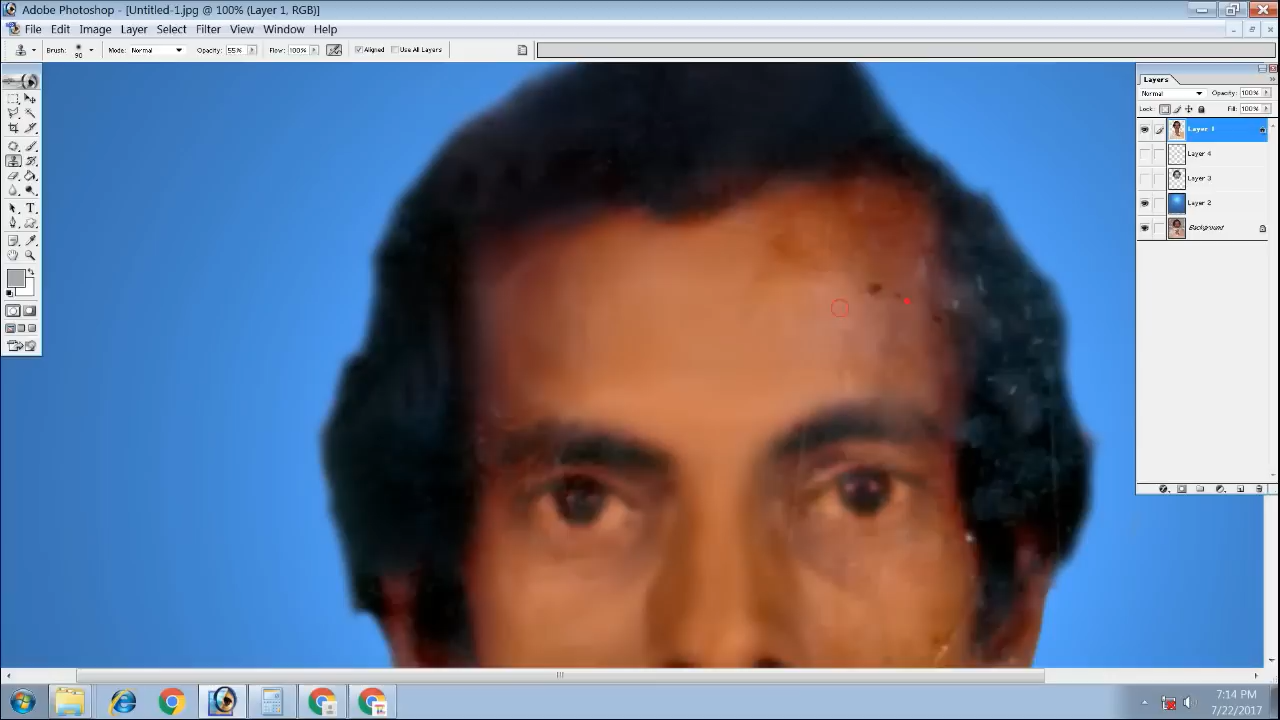 Adobe Photoshop - [Untitled-1.jpg @ 100% (Layer 1, RGB)]
File Edit Image Layer Select Filter View Window Help
Brush: 90 Mode: Normal Opacity: 55% Flow: 100% Aligned Use All Layers
Layers
Normal Opacity: 100%
Lock: Fill: 100%
Layer 1
Layer 4
Layer 3
Layer 2
Background
T
7:14 PM
7/22/2017